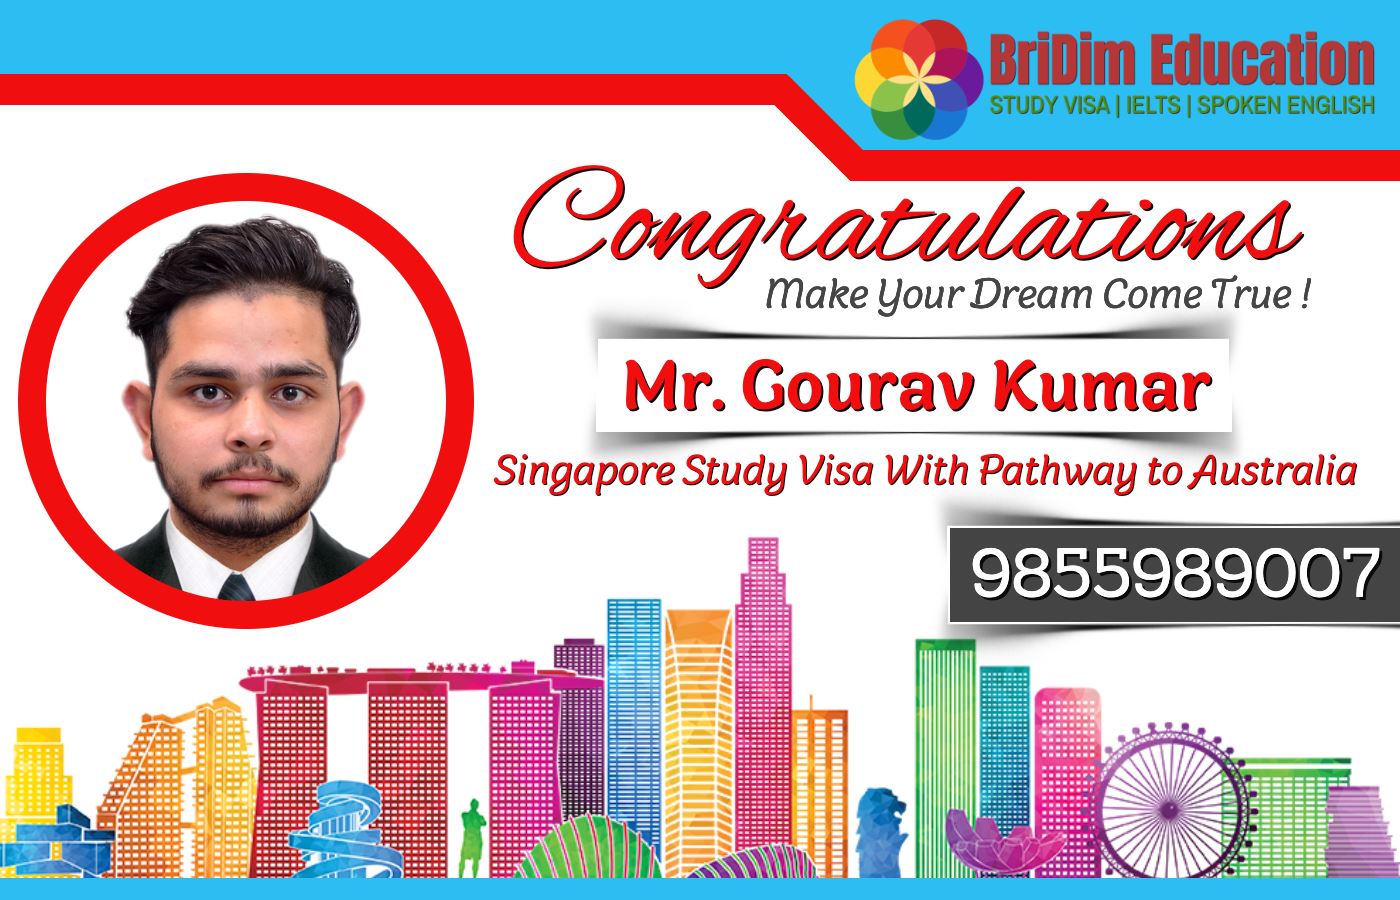 BriDim Education
STUDY VISA | IELTS | SPOKEN ENGLISH
Congratulations
Make Your Dream Come True !
Mr. Gourav Kumar
Singapore Study Visa With Pathway to Australia
9855989007